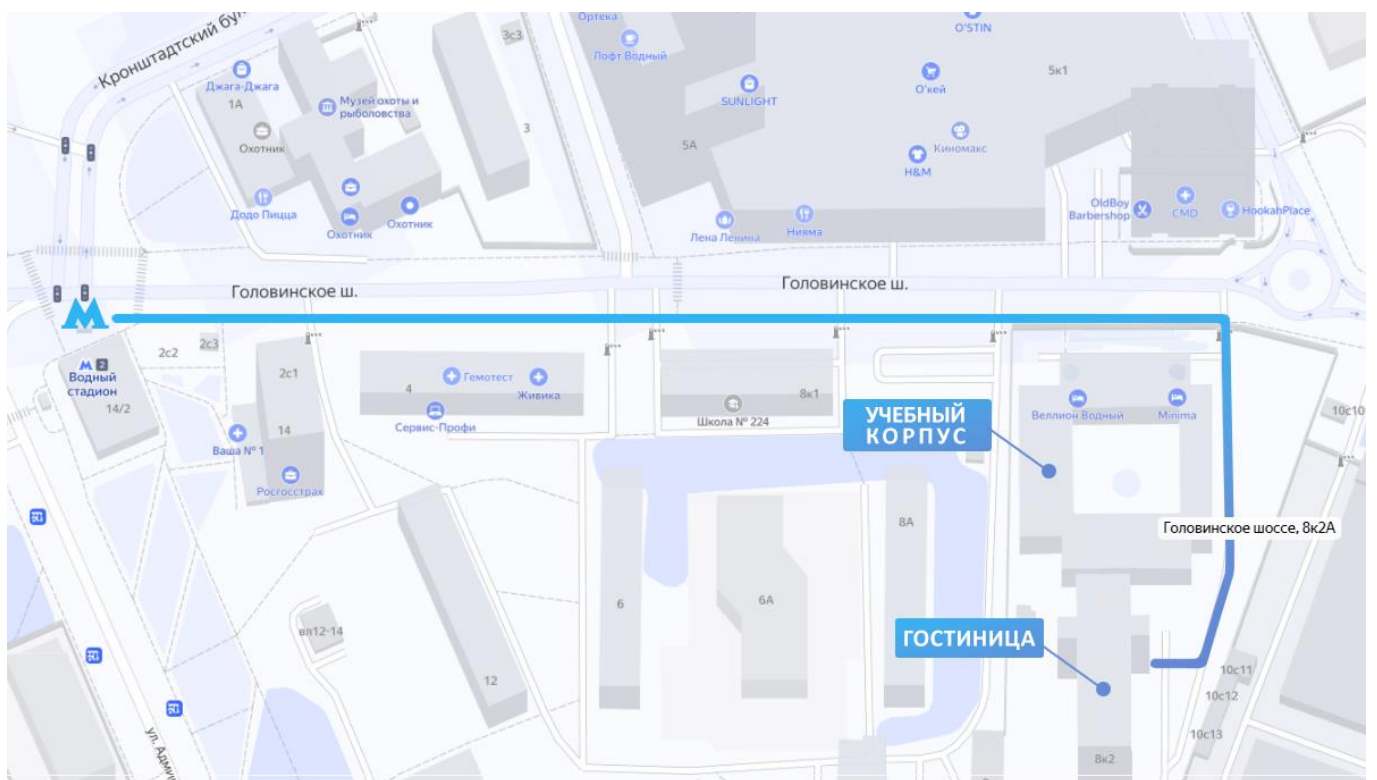 Ортека
O'STIN
Кронштадтский бул
3с3
Лофт Водный
Джага-Джага
1А
Музей охоты и
рыболовства
SUNLIGHT
О'кей
5к1
Охотник
3
5А
Киномакс
H&M
Додо Пицца
Охотник
Охотник
Лена Ленина
Нияма
OldBoy
Barbershop
CMD
HookahPlace
Головинское ш.
Головинское ш.
М
2с2
2с3
М 2
Водный
стадион
14/2
2с1
4
Гемотест
Живика
Сервис-Профи
8к1
Школа № 224
УЧЕБНЫЙ
КОРПУС
Веллион Водный
Minima
10с10
14
Ваша № 1
Росгосстрах
8А
Головинское шоссе, 8к2А
6
6А
вл12-14
12
ГОСТИНИЦА
10с11
10с12
10с13
ул. Адми
8к2